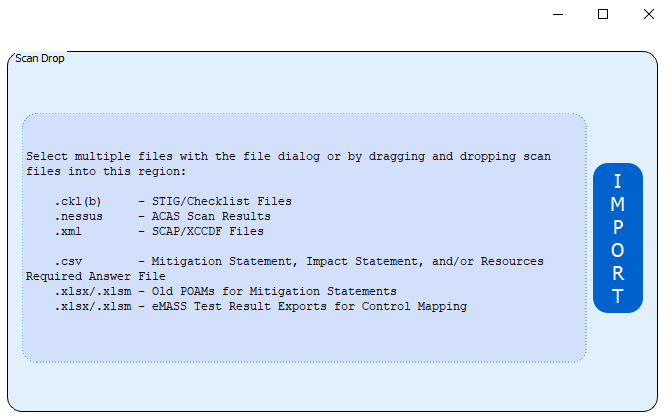 Scan Drop
Select multiple files with the file dialog or by dragging and dropping scan
files into this region:
.ckl(b)     - STIG/Checklist Files
.nessus     - ACAS Scan Results
.xml        - SCAP/XCCDF Files
.csv        - Mitigation Statement, Impact Statement, and/or Resources
Required Answer File
.xlsx/.xlsm - Old POAMs for Mitigation Statements
.xlsx/.xlsm - eMASS Test Result Exports for Control Mapping
I
M
P
O
R
T